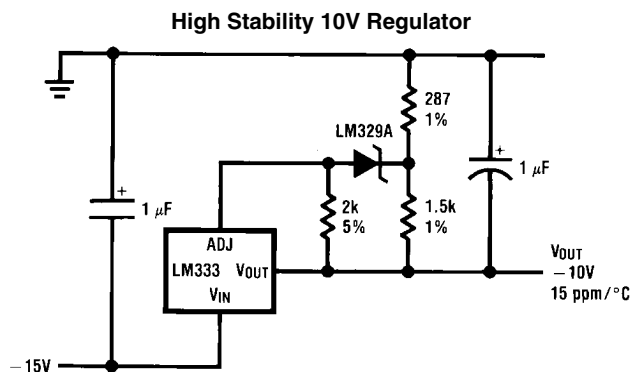 High Stability 10V Regulator
287
1%
LM329A
+
1 μF
+
1 μF
2k
5%
1.5k
1%
ADJ
LM333 VOUT
VIN
VOUT
−10V
15 ppm/°C
−15V